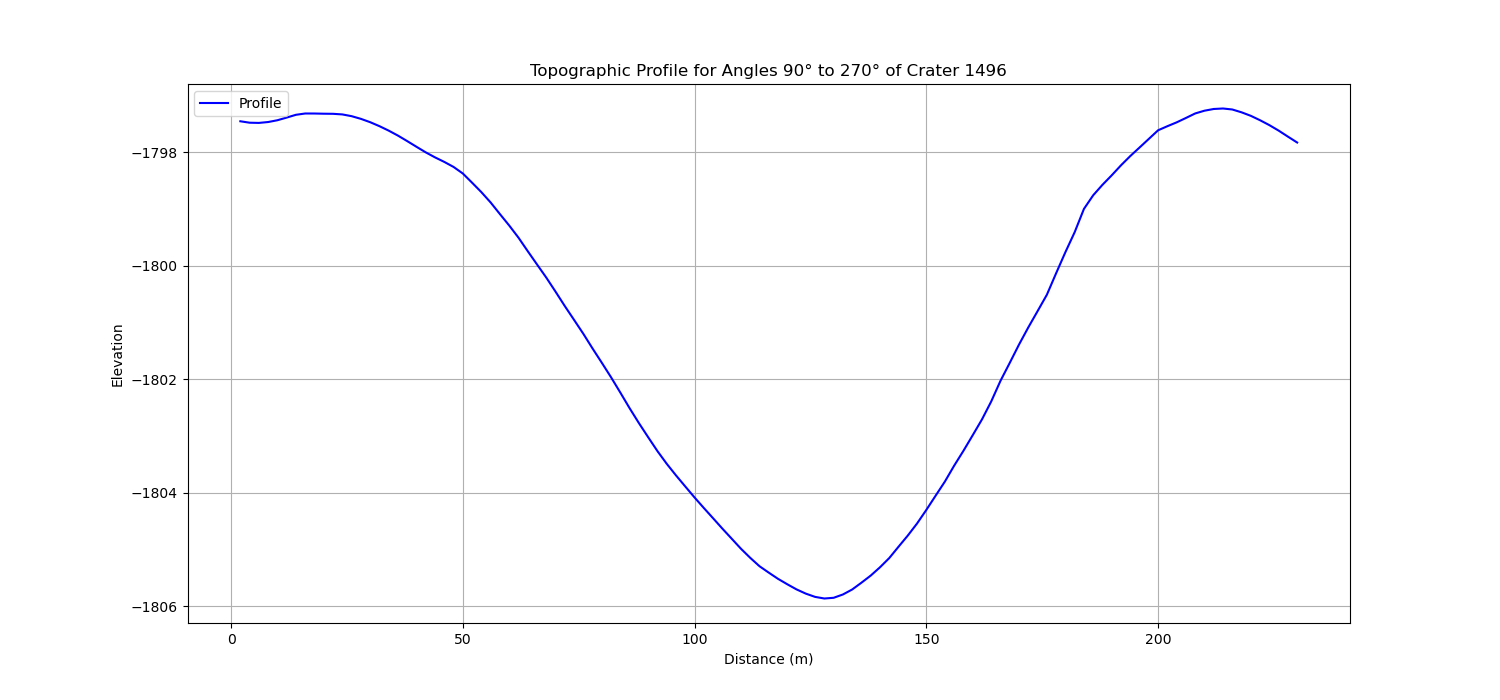 Topographic Profile for Angles 90° to 270° of Crater 1496
Profile
Elevation
−1798
−1800
−1802
−1804
−1806
0 50 100 150 200
Distance (m)